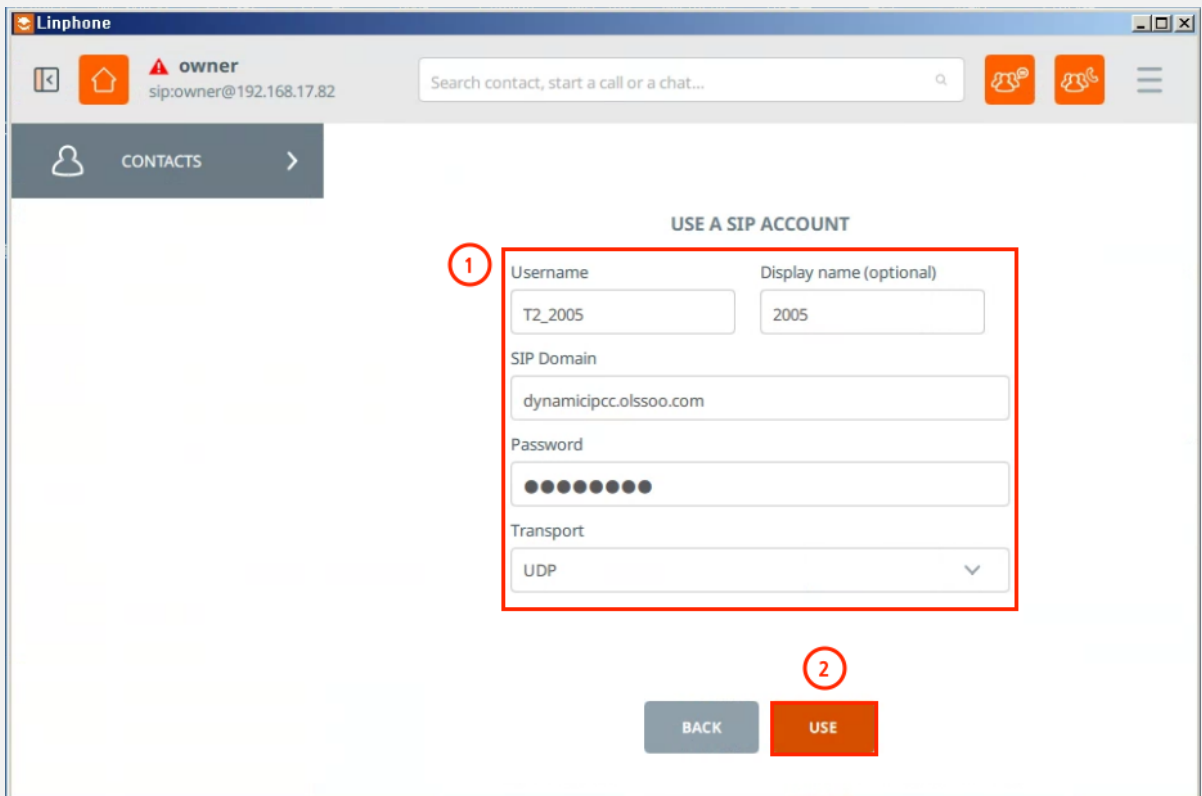 Linphone
owner
sip:owner@192.168.17.82
Search contact, start a call or a chat...
CONTACTS
USE A SIP ACCOUNT
1
Username Display name (optional)
T2_2005 2005
SIP Domain
dynamicipcc.olssoo.com
Password
●●●●●●●●
Transport
UDP
2
BACK USE